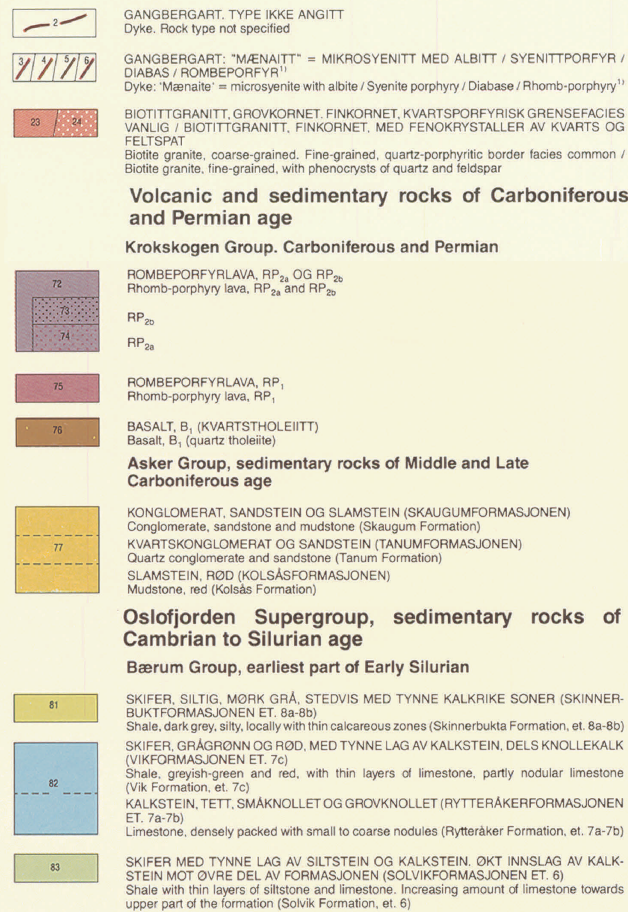 2
GANGBERGART. TYPE IKKE ANGITT
Dyke. Rock type not specified
3 4 5 6
GANGBERGART: "MÆNAITT" = MIKROSYENITT MED ALBITT / SYENITTPORFYR /
DIABAS / ROMBEPORFYR¹⁾
Dyke: 'Mænaite' = microsyenite with albite / Syenite porphyry / Diabase / Rhomb-porphyry¹⁾
23 24
BIOTITTGRANITT, GROVKORNET. FINKORNET, KVARTSPORFYRISK GRENSEFACIES
VANLIG / BIOTITTGRANITT, FINKORNET, MED FENOKRYSTALLER AV KVARTS OG
FELTSPAT
Biotite granite, coarse-grained. Fine-grained, quartz-porphyritic border facies common /
Biotite granite, fine-grained, with phenocrysts of quartz and feldspar
Volcanic and sedimentary rocks of Carboniferous
and Permian age
Krokskogen Group. Carboniferous and Permian
72
ROMBEPORFYRLAVA, RP2a OG RP2b
Rhomb-porphyry lava, RP2a and RP2b
73
RP2b
74
RP2a
75
ROMBEPORFYRLAVA, RP1
Rhomb-porphyry lava, RP1
76
BASALT, B1 (KVARTSTHOLEIITT)
Basalt, B1 (quartz tholeiite)
Asker Group, sedimentary rocks of Middle and Late
Carboniferous age
KONGLOMERAT, SANDSTEIN OG SLAMSTEIN (SKAUGUMFORMASJONEN)
Conglomerate, sandstone and mudstone (Skaugum Formation)
77
KVARTSKONGLOMERAT OG SANDSTEIN (TANUMFORMASJONEN)
Quartz conglomerate and sandstone (Tanum Formation)
SLAMSTEIN, RØD (KOLSÅSFORMASJONEN)
Mudstone, red (Kolsås Formation)
Oslofjorden Supergroup, sedimentary rocks of
Cambrian to Silurian age
Bærum Group, earliest part of Early Silurian
81
SKIFER, SILTIG, MØRK GRÅ, STEDVIS MED TYNNE KALKRIKE SONER (SKINNER-
BUKTFORMASJONEN ET. 8a-8b)
Shale, dark grey, silty, locally with thin calcareous zones (Skinnerbukta Formation, et. 8a-8b)
SKIFER, GRÅGRØNN OG RØD, MED TYNNE LAG AV KALKSTEIN, DELS KNOLLEKALK
(VIKFORMASJONEN ET. 7c)
Shale, greyish-green and red, with thin layers of limestone, partly nodular limestone
(Vik Formation, et. 7c)
82
KALKSTEIN, TETT, SMÅKNOLLET OG GROVKNOLLET (RYTTERÅKERFORMASJONEN
ET. 7a-7b)
Limestone, densely packed with small to coarse nodules (Rytteråker Formation, et. 7a-7b)
83
SKIFER MED TYNNE LAG AV SILTSTEIN OG KALKSTEIN. ØKT INNSLAG AV KALK-
STEIN MOT ØVRE DEL AV FORMASJONEN (SOLVIKFORMASJONEN ET. 6)
Shale with thin layers of siltstone and limestone. Increasing amount of limestone towards
upper part of the formation (Solvik Formation, et. 6)